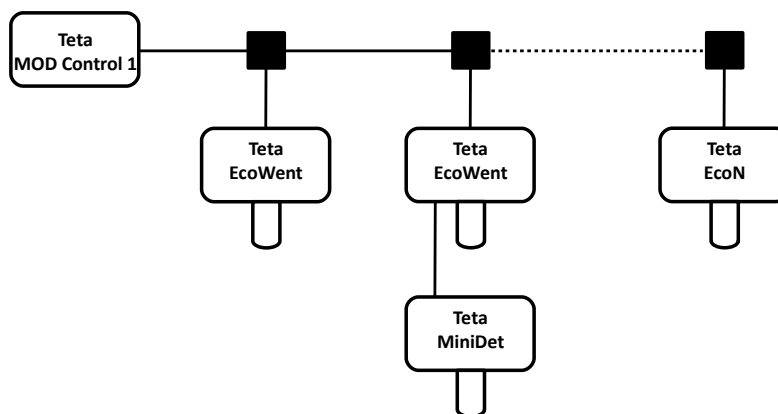 Teta
MOD Control 1
Teta
EcoWent
Teta
EcoWent
Teta
EcoN
Teta
MiniDet